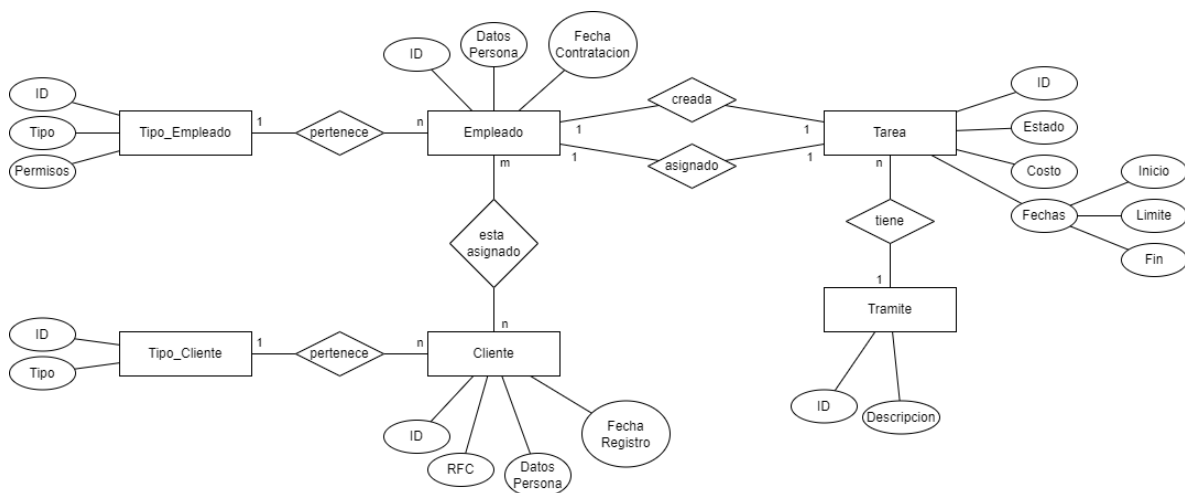 Datos
Persona
Fecha
Contratacion
ID
ID
ID
Tipo_Empleado
1
pertenece
n
Empleado
1
creada
1
Tarea
Tipo
Estado
Permisos
m
1
asignado
1
n
Costo
Inicio
Fechas
Limite
tiene
Fin
esta
asignado
1
Tramite
ID
Tipo_Cliente
1
pertenece
n
n
Cliente
Tipo
ID
Descripcion
ID
Fecha
Registro
RFC
Datos
Persona